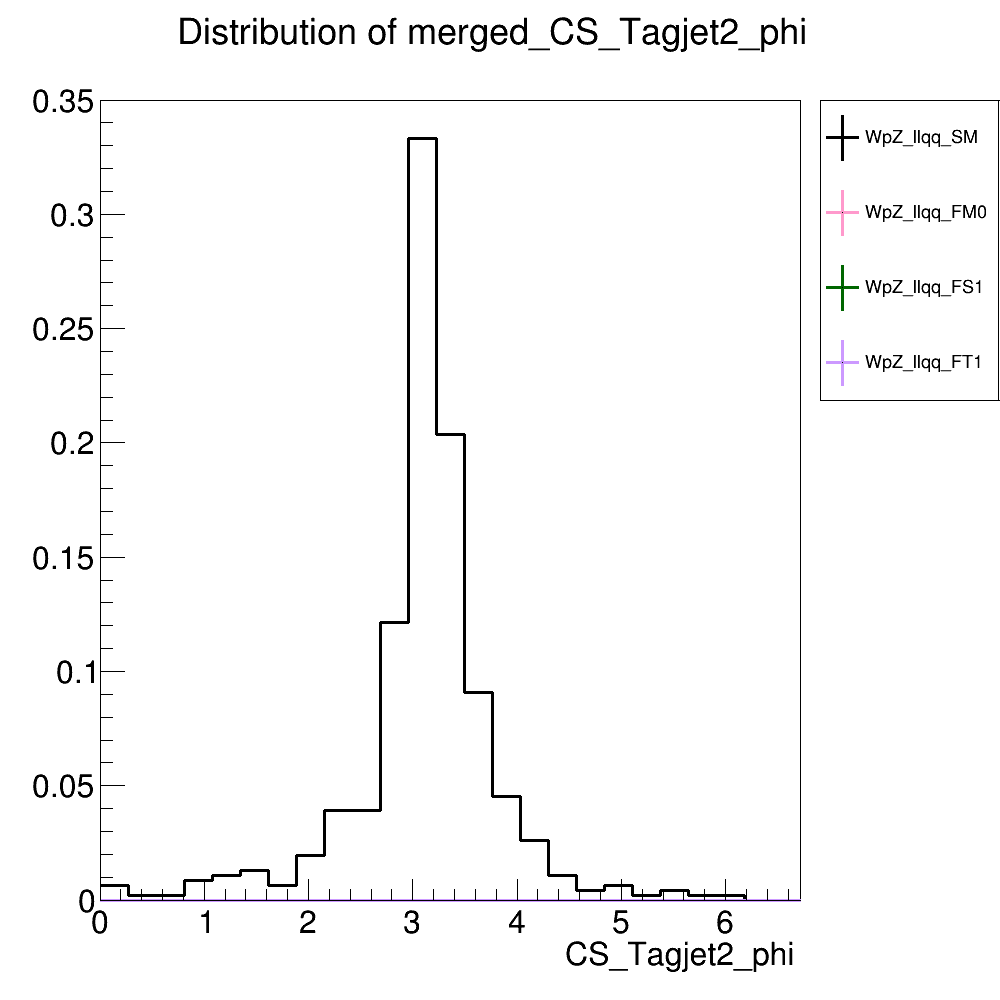 Distribution of merged_CS_Tagjet2_phi
0.35
0.3
0.25
0.2
0.15
0.1
0.05
0
0 1 2 3 4 5 6
CS_Tagjet2_phi
WpZ_llqq_SM
WpZ_llqq_FM0
WpZ_llqq_FS1
WpZ_llqq_FT1